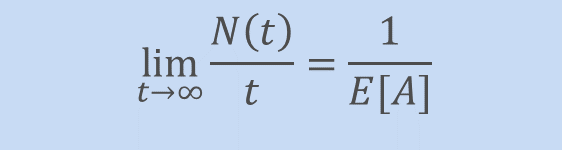 lim t→∞ N(t)/t = 1/E[A]